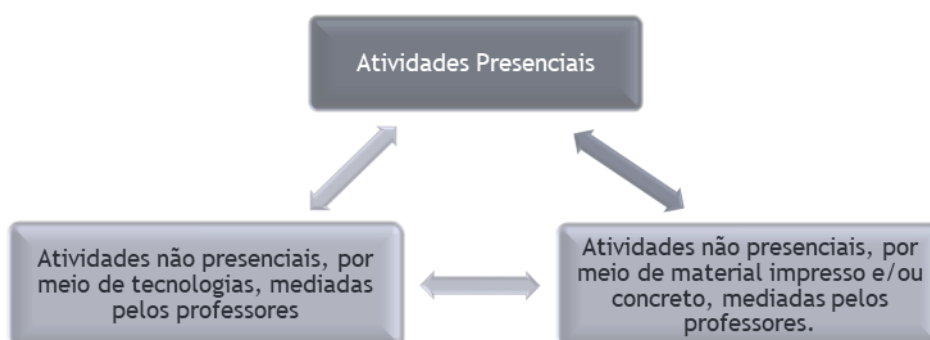 Atividades Presenciais
Atividades não presenciais, por
meio de tecnologias, mediadas
pelos professores
Atividades não presenciais, por
meio de material impresso e/ou
concreto, mediadas pelos
professores.